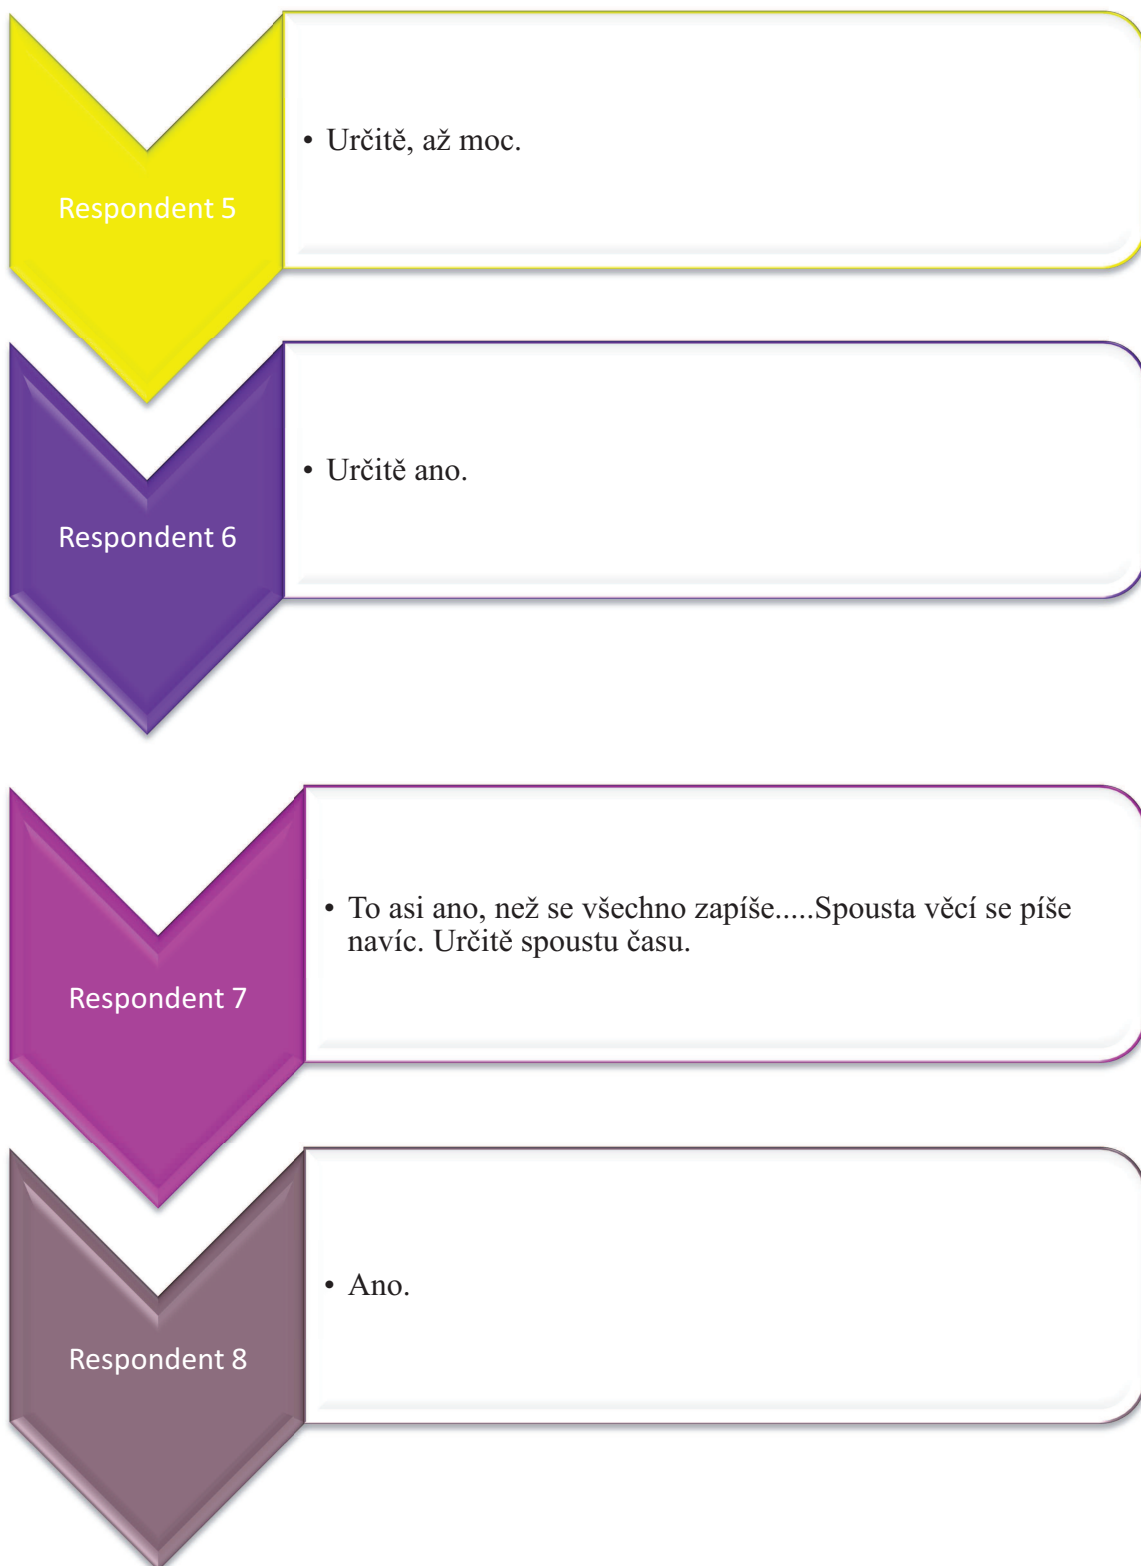 Respondent 5
• Určitě, až moc.
Respondent 6
• Určitě ano.
Respondent 7
• To asi ano, než se všechno zapíše.....Spousta věcí se píše
navíc. Určitě spoustu času.
Respondent 8
• Ano.